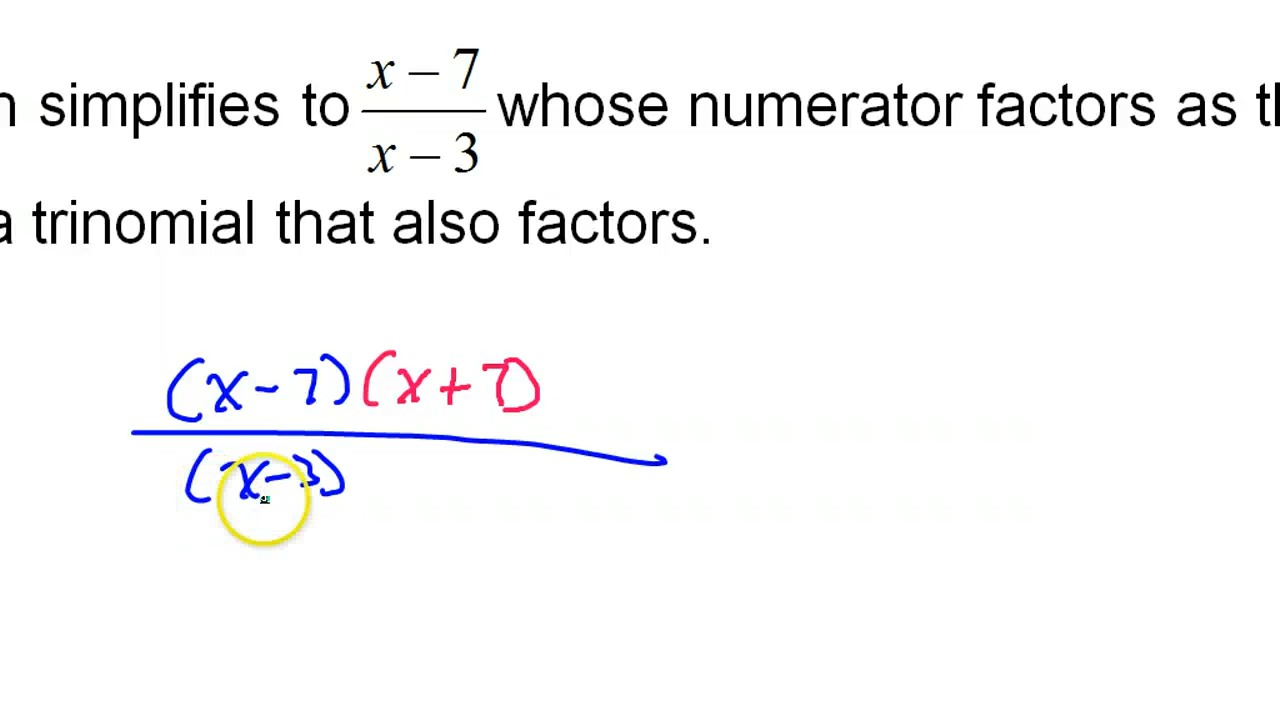 n simplifies to x – 7 / x – 3 whose numerator factors as th
a trinomial that also factors.
(x-7)(x+7)
(x-3)